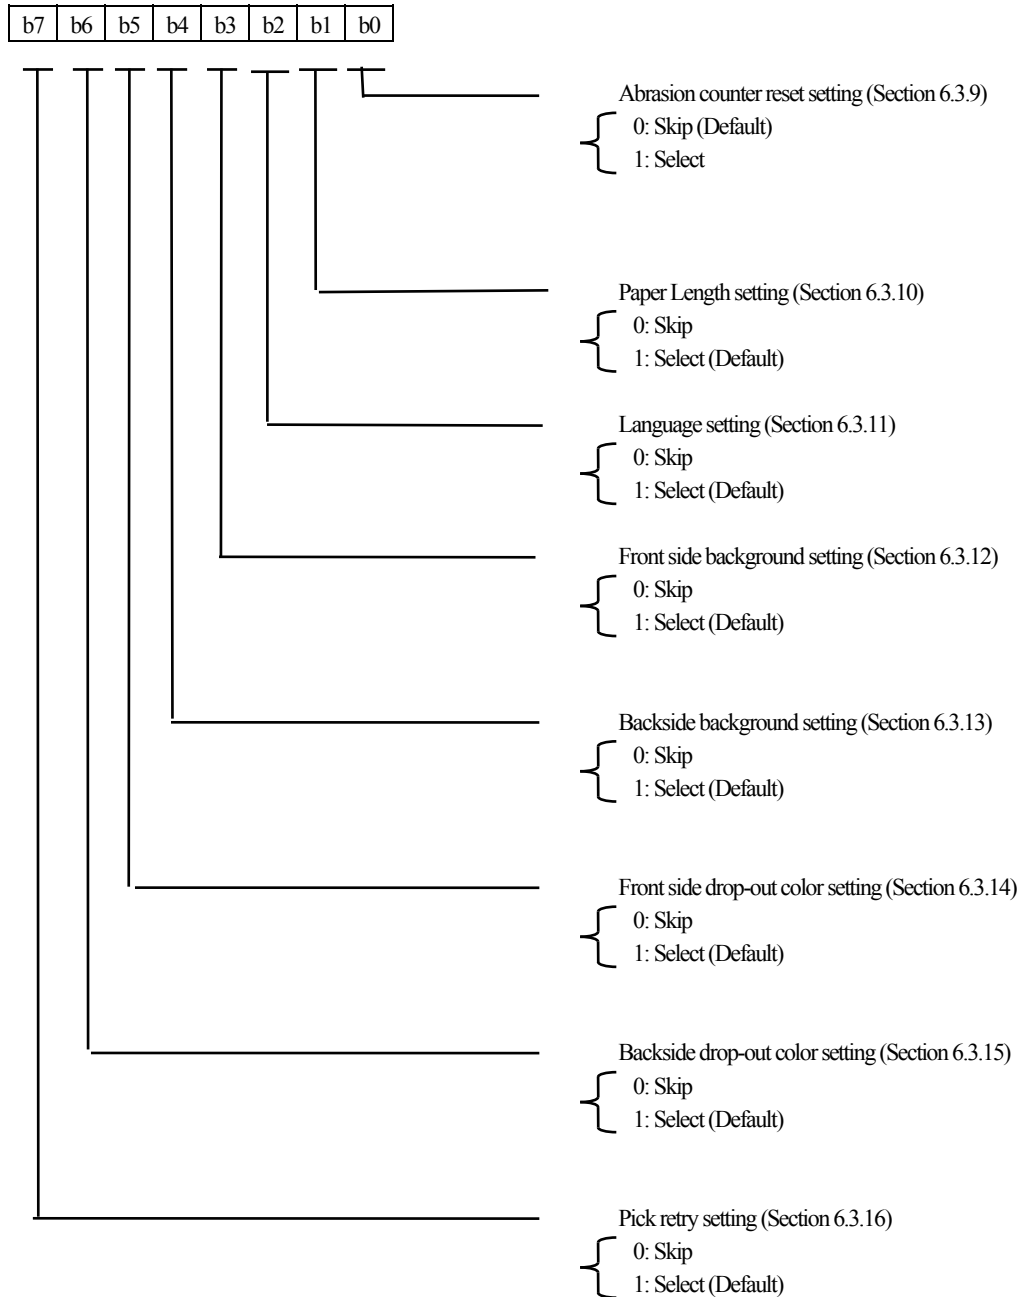 b7 b6 b5 b4 b3 b2 b1 b0
Abrasion counter reset setting (Section 6.3.9)
0: Skip (Default)
1: Select
Paper Length setting (Section 6.3.10)
0: Skip
1: Select (Default)
Language setting (Section 6.3.11)
0: Skip
1: Select (Default)
Front side background setting (Section 6.3.12)
0: Skip
1: Select (Default)
Backside background setting (Section 6.3.13)
0: Skip
1: Select (Default)
Front side drop-out color setting (Section 6.3.14)
0: Skip
1: Select (Default)
Backside drop-out color setting (Section 6.3.15)
0: Skip
1: Select (Default)
Pick retry setting (Section 6.3.16)
0: Skip
1: Select (Default)